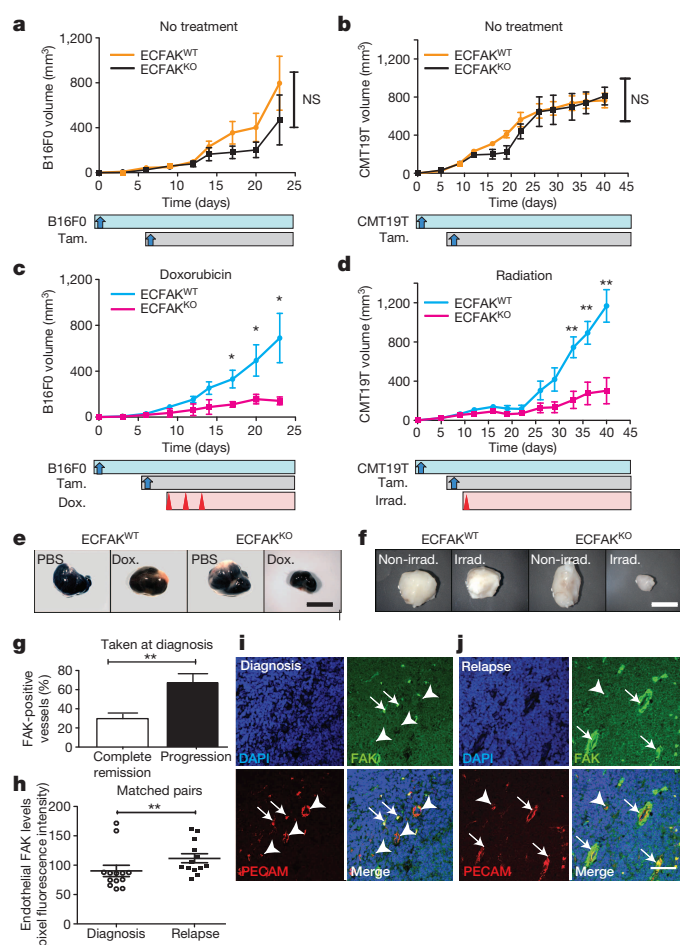 a
No treatment
B16F0 volume (mm³)
1,200
800
400
0
ECFAKᵂᵀ
ECFAKᴷᴼ
NS
0 5 10 15 20 25
Time (days)
B16F0
Tam.
b
No treatment
CMT19T volume (mm³)
1,200
800
400
0
ECFAKᵂᵀ
ECFAKᴷᴼ
NS
0 5 10 15 20 25 30 35 40 45
Time (days)
CMT19T
Tam.
c
Doxorubicin
B16F0 volume (mm³)
1,200
800
400
0
ECFAKᵂᵀ
ECFAKᴷᴼ
* * *
0 5 10 15 20 25
Time (days)
B16F0
Tam.
Dox.
d
Radiation
CMT19T volume (mm³)
1,200
800
400
0
ECFAKᵂᵀ
ECFAKᴷᴼ
** ** **
0 5 10 15 20 25 30 35 40 45
Time (days)
CMT19T
Tam.
Irrad.
e
ECFAKᵂᵀ ECFAKᴷᴼ
PBS Dox. PBS Dox.
f
ECFAKᵂᵀ ECFAKᴷᴼ
Non-irrad. Irrad. Non-irrad. Irrad.
g
Taken at diagnosis
**
FAK-positive
vessels (%)
80
60
40
20
0
Complete
remission
Progression
h
Matched pairs
**
Endothelial FAK levels
pixel fluorescence intensity)
200
150
100
50
0
Diagnosis Relapse
i
Diagnosis
DAPI
FAK
PECAM
Merge
j
Relapse
DAPI
FAK
PECAM
Merge